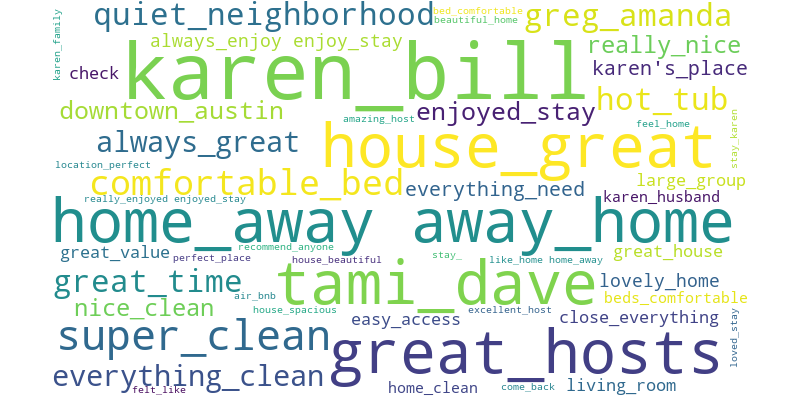 quiet_neighborhood
bed_comfortable
beautiful_home
greg_amanda
karen_family
always_enjoy enjoy_stay
really_nice
check
karen_bill
karen's_place
downtown_austin
enjoyed_stay
hot_tub
amazing_host
feel_home
stay_karen
always_great
house_great
location_perfect
comfortable_bed
everything_need
large_group
really_enjoyed enjoyed_stay
karen_husband
home_away away_home
great_value
perfect_place
recommend_anyone
house_beautiful
stay_
like_home home_away
great_house
great_time
air_bnb
tami_dave
lovely_home
beds_comfortable
nice_clean
house_spacious
easy_access
excellent_host
close_everything
loved_stay
super_clean
great_hosts
everything_clean
felt_like
home_clean
come_back
living_room